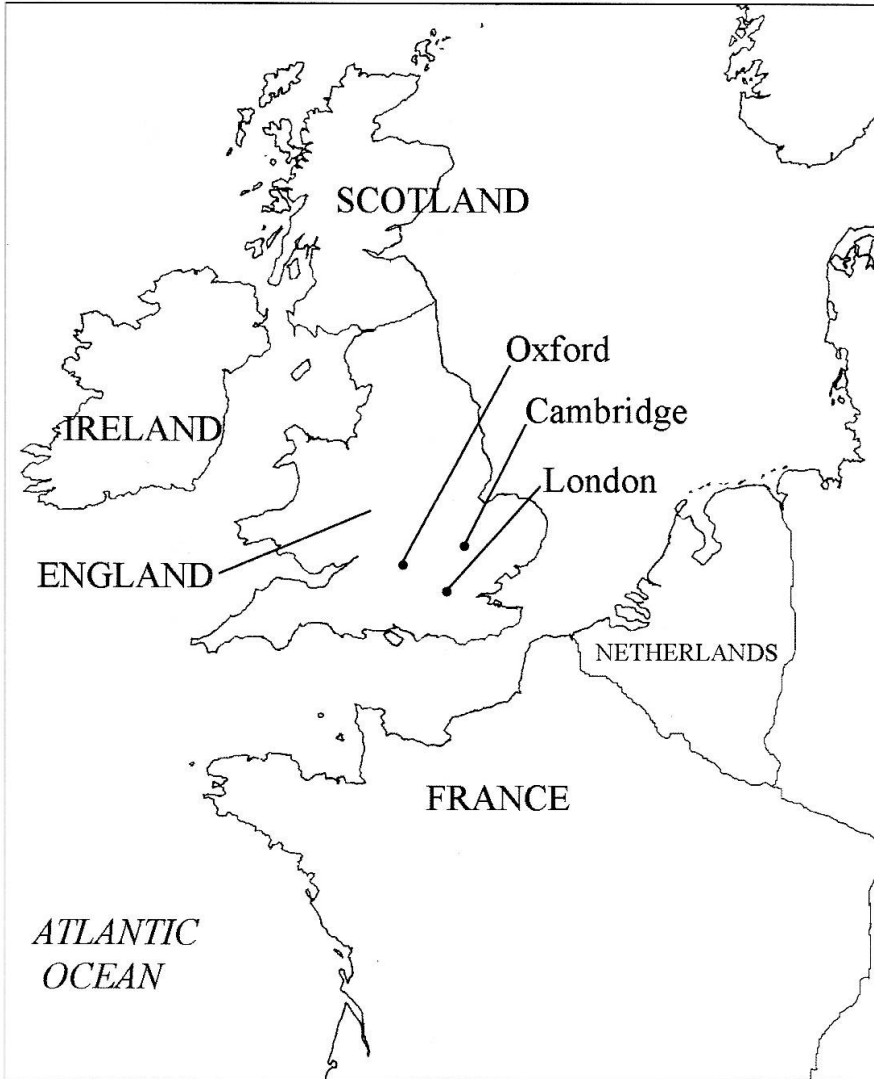 SCOTLAND
Oxford
Cambridge
IRELAND
London
ENGLAND
NETHERLANDS
FRANCE
ATLANTIC
OCEAN